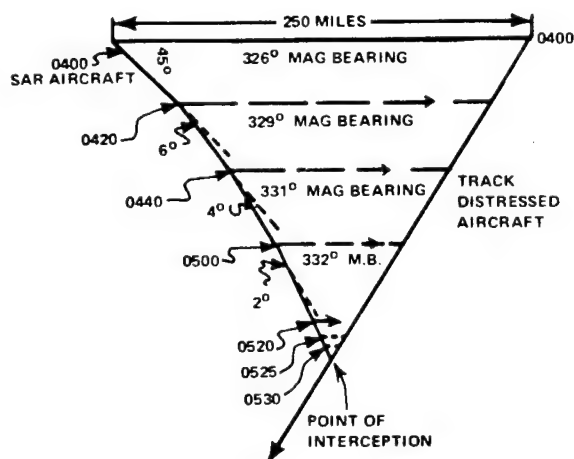 250 MILES
0400
0400
SAR AIRCRAFT
45°
326° MAG BEARING
0420
6°
329° MAG BEARING
0440
4°
331° MAG BEARING
TRACK
DISTRESSED
AIRCRAFT
0500
2°
332° M.B.
0520
0525
0530
POINT OF
INTERCEPTION